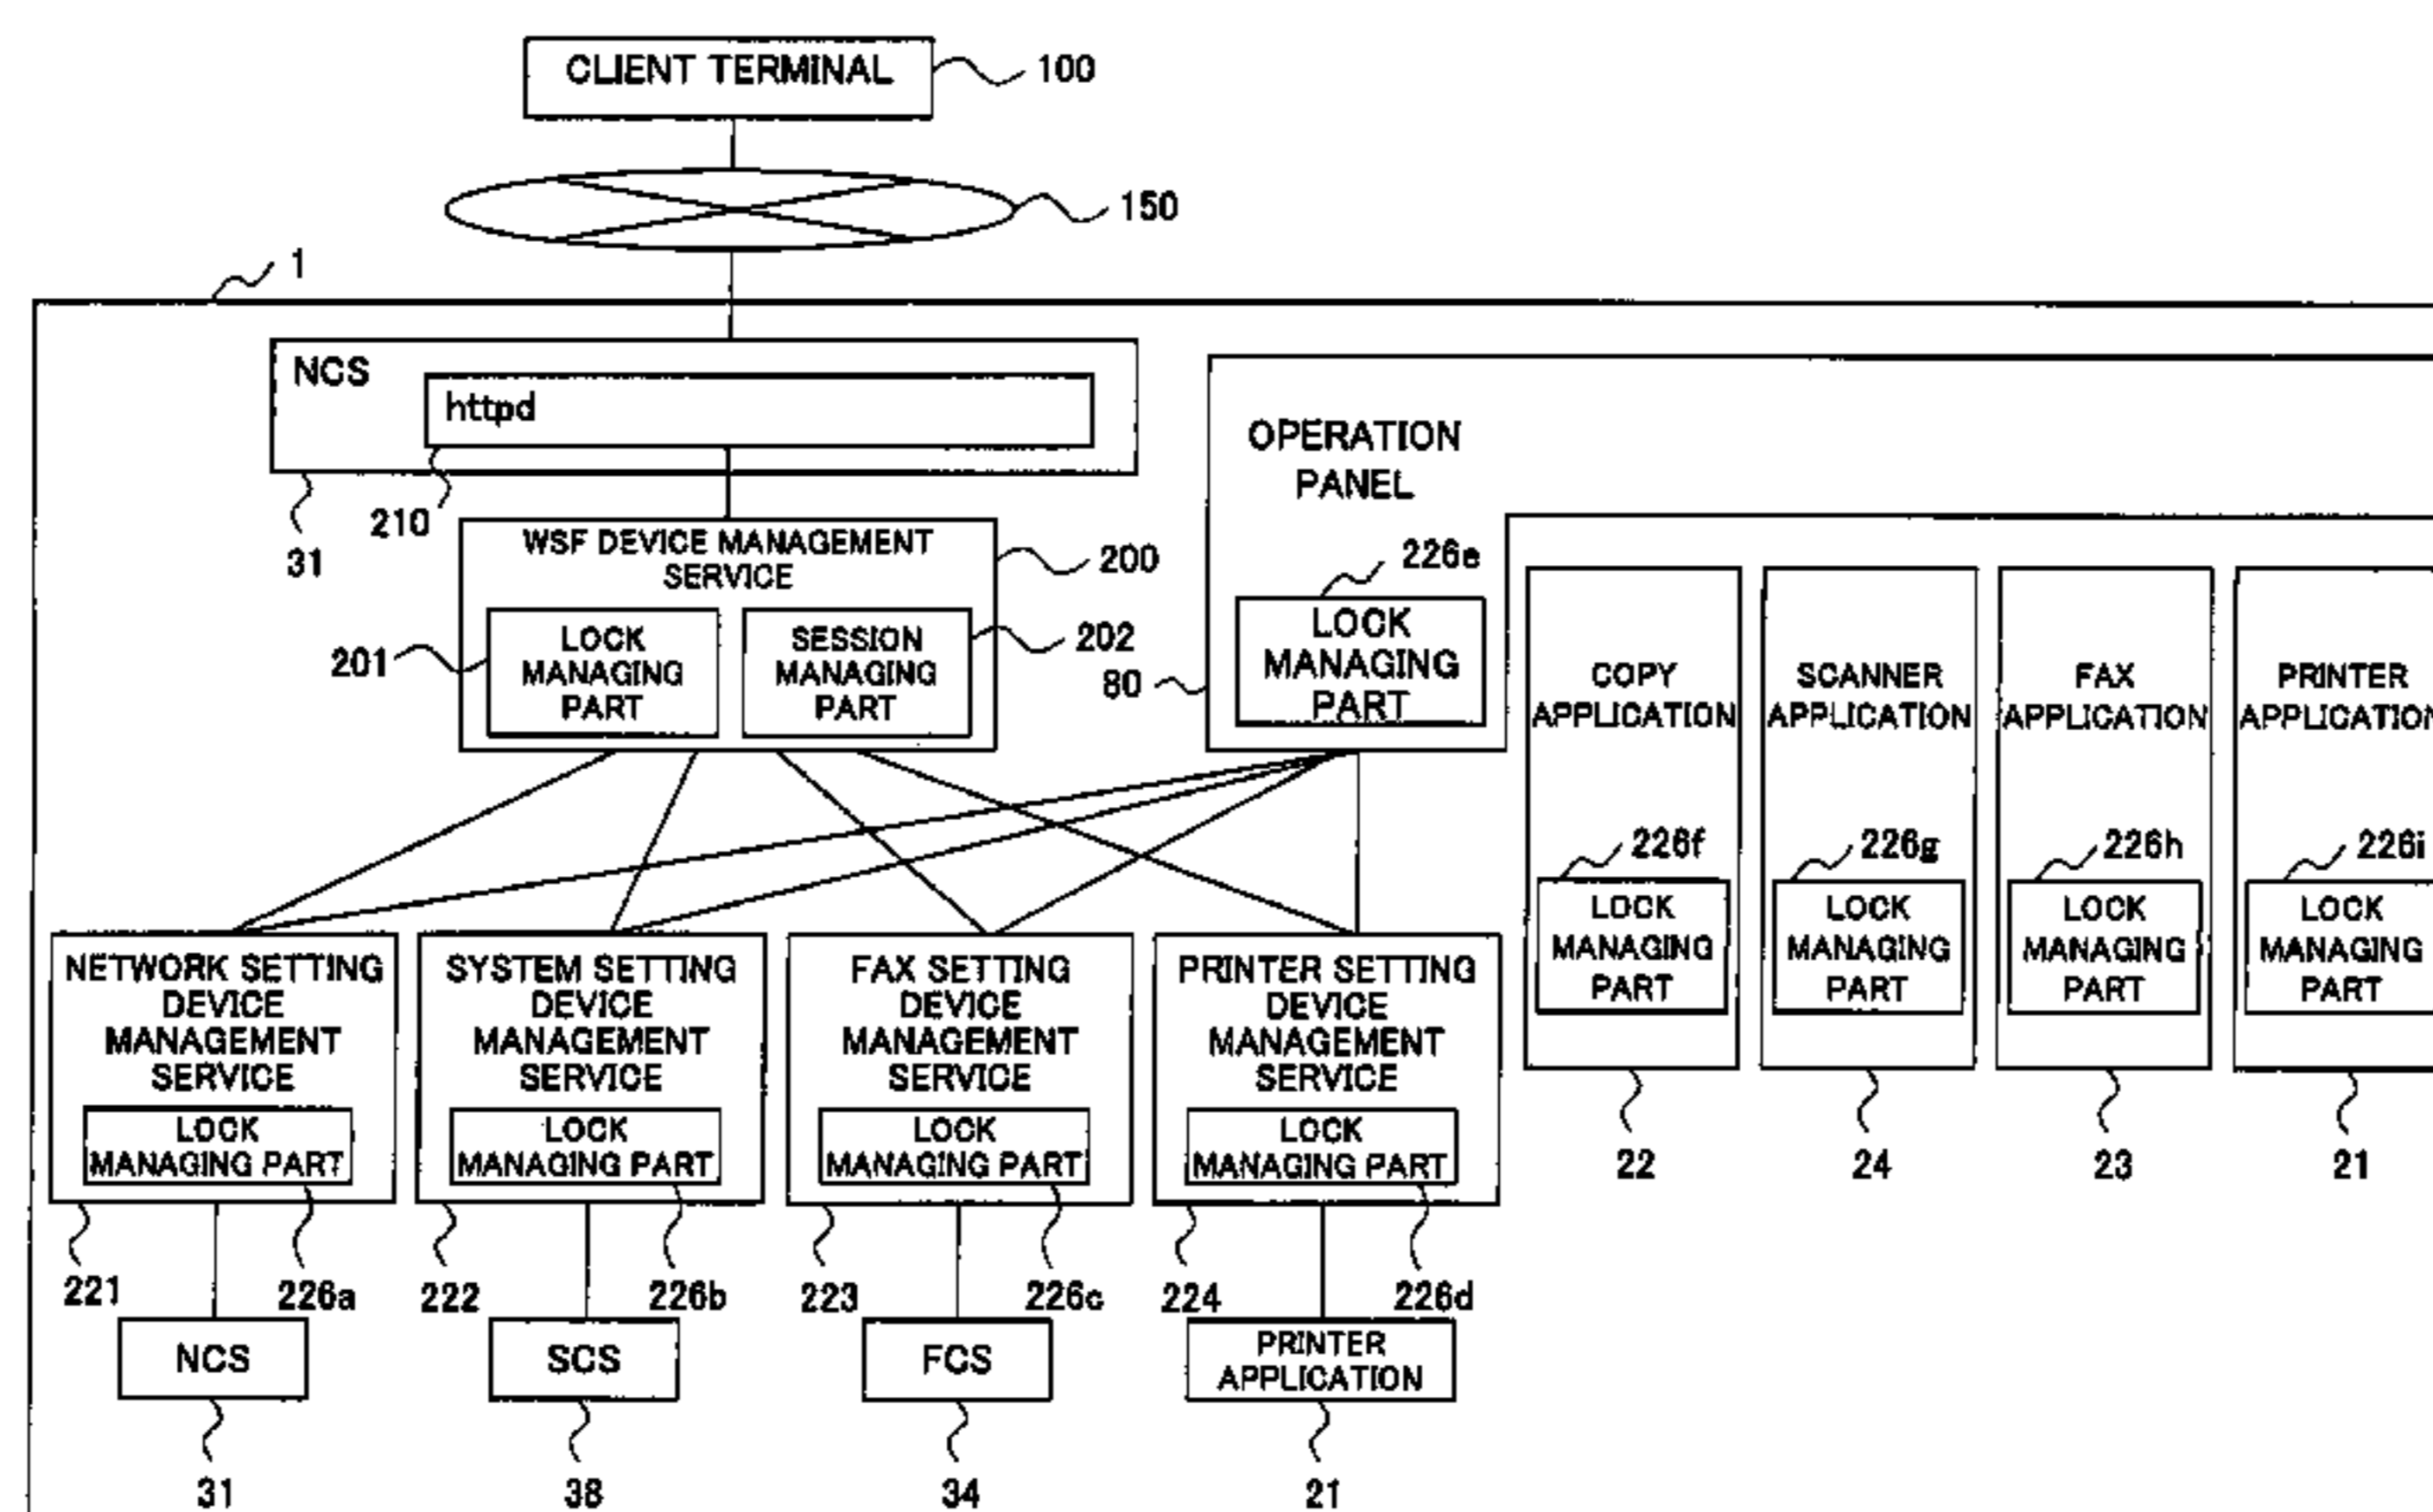 CLIENT TERMINAL
100
150
1
NCS
httpd
210
31
OPERATION
PANEL
WSF DEVICE MANAGEMENT
SERVICE
200
LOCK
MANAGING
PART
201
SESSION
MANAGING
PART
202
226e
LOCK
MANAGING
PART
80
COPY
APPLICATION
226f
LOCK
MANAGING
PART
22
SCANNER
APPLICATION
226g
LOCK
MANAGING
PART
24
FAX
APPLICATION
226h
LOCK
MANAGING
PART
23
PRINTER
APPLICATION
226i
LOCK
MANAGING
PART
21
NETWORK SETTING
DEVICE
MANAGEMENT
SERVICE
LOCK
MANAGING PART
221
226a
NCS
31
SYSTEM SETTING
DEVICE
MANAGEMENT
SERVICE
LOCK
MANAGING PART
222
226b
SCS
38
FAX SETTING
DEVICE
MANAGEMENT
SERVICE
LOCK
MANAGING PART
223
226c
FCS
34
PRINTER SETTING
DEVICE
MANAGEMENT
SERVICE
LOCK
MANAGING PART
224
226d
PRINTER
APPLICATION
21